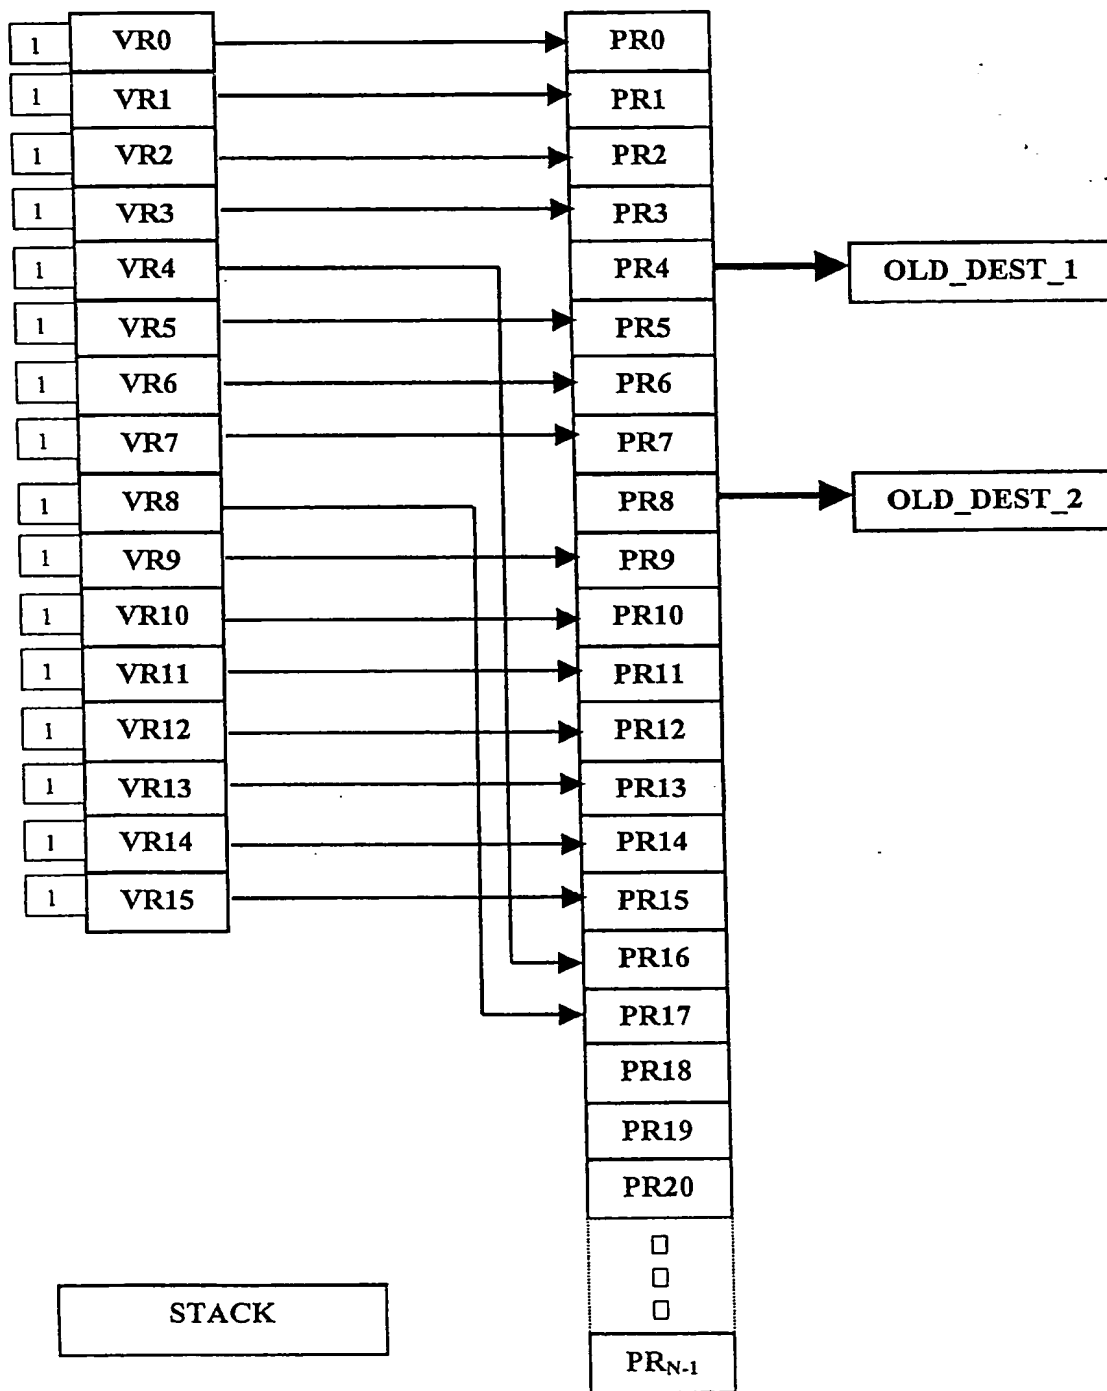 1 VR0 PR0
1 VR1 PR1
1 VR2 PR2
1 VR3 PR3
1 VR4 PR4 OLD_DEST_1
1 VR5 PR5
1 VR6 PR6
1 VR7 PR7
1 VR8 PR8 OLD_DEST_2
1 VR9 PR9
1 VR10 PR10
1 VR11 PR11
1 VR12 PR12
1 VR13 PR13
1 VR14 PR14
1 VR15 PR15
PR16
PR17
PR18
PR19
PR20
STACK
PRN-1